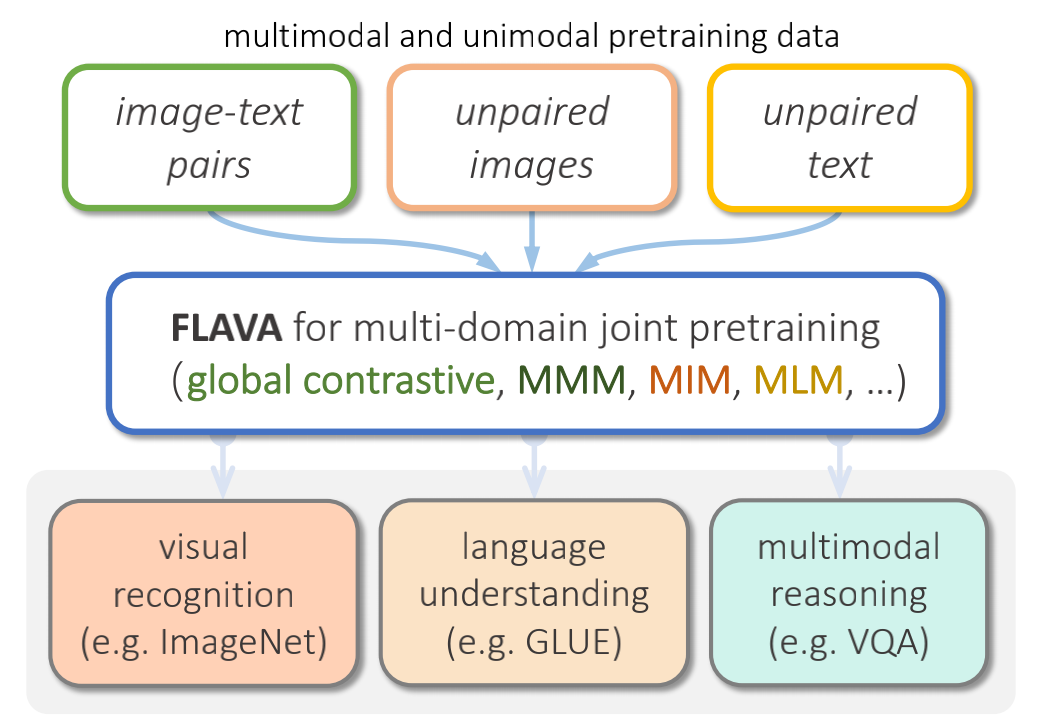 multimodal and unimodal pretraining data
image-text
pairs
unpaired
images
unpaired
text
FLAVA for multi-domain joint pretraining
(global contrastive, MMM, MIM, MLM, ...)
visual
recognition
(e.g. ImageNet)
language
understanding
(e.g. GLUE)
multimodal
reasoning
(e.g. VQA)